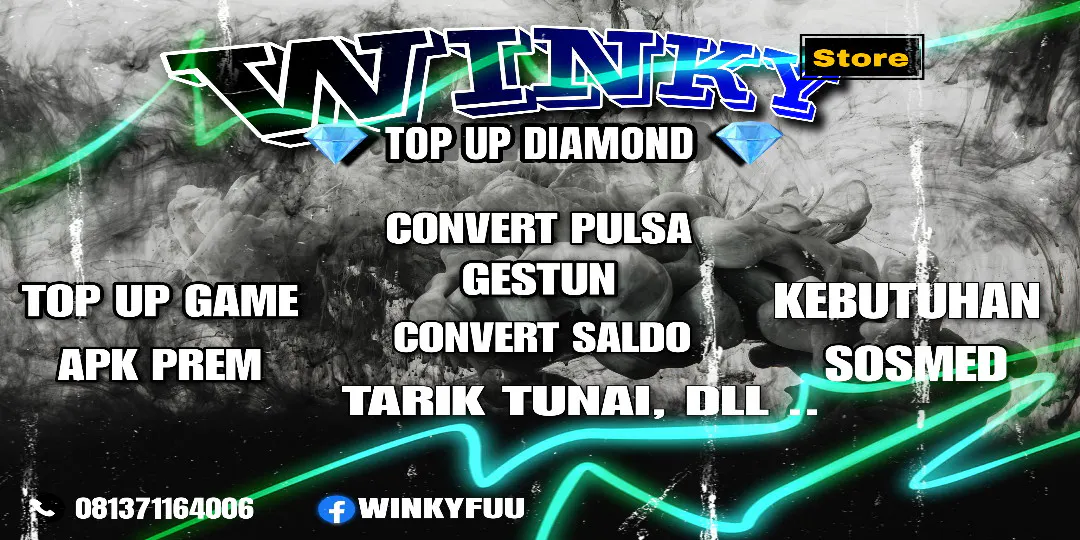 WINKY
Store
TOP UP DIAMOND
CONVERT PULSA
GESTUN
CONVERT SALDO
TARIK TUNAI, DLL ..
TOP UP GAME
APK PREM
KEBUTUHAN
SOSMED
081371164006
WINKYFUU